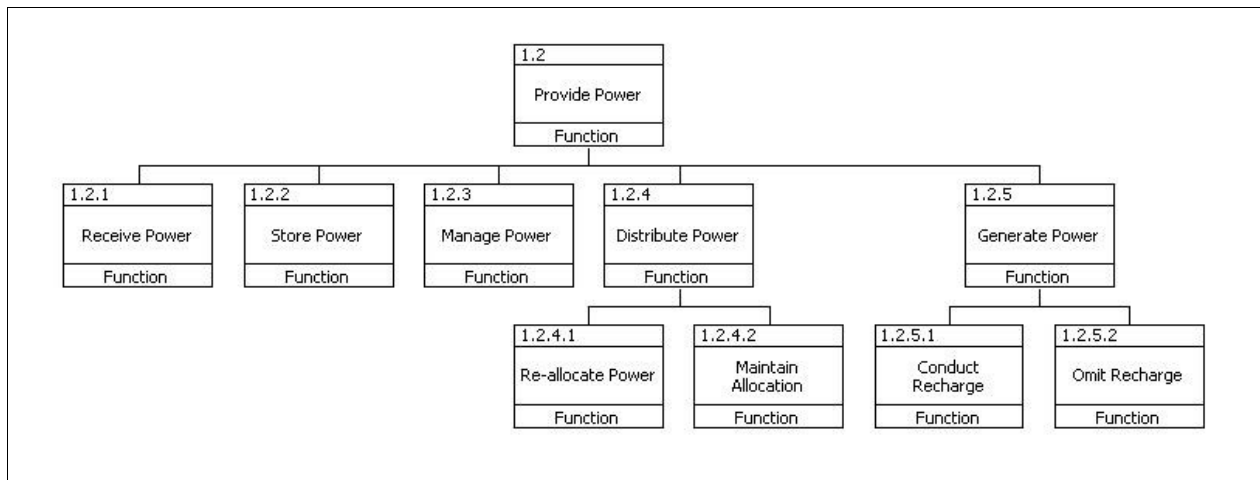 1.2
Provide Power
Function
1.2.1
Receive Power
Function
1.2.2
Store Power
Function
1.2.3
Manage Power
Function
1.2.4
Distribute Power
Function
1.2.5
Generate Power
Function
1.2.4.1
Re-allocate Power
Function
1.2.4.2
Maintain
Allocation
Function
1.2.5.1
Conduct
Recharge
Function
1.2.5.2
Omit Recharge
Function